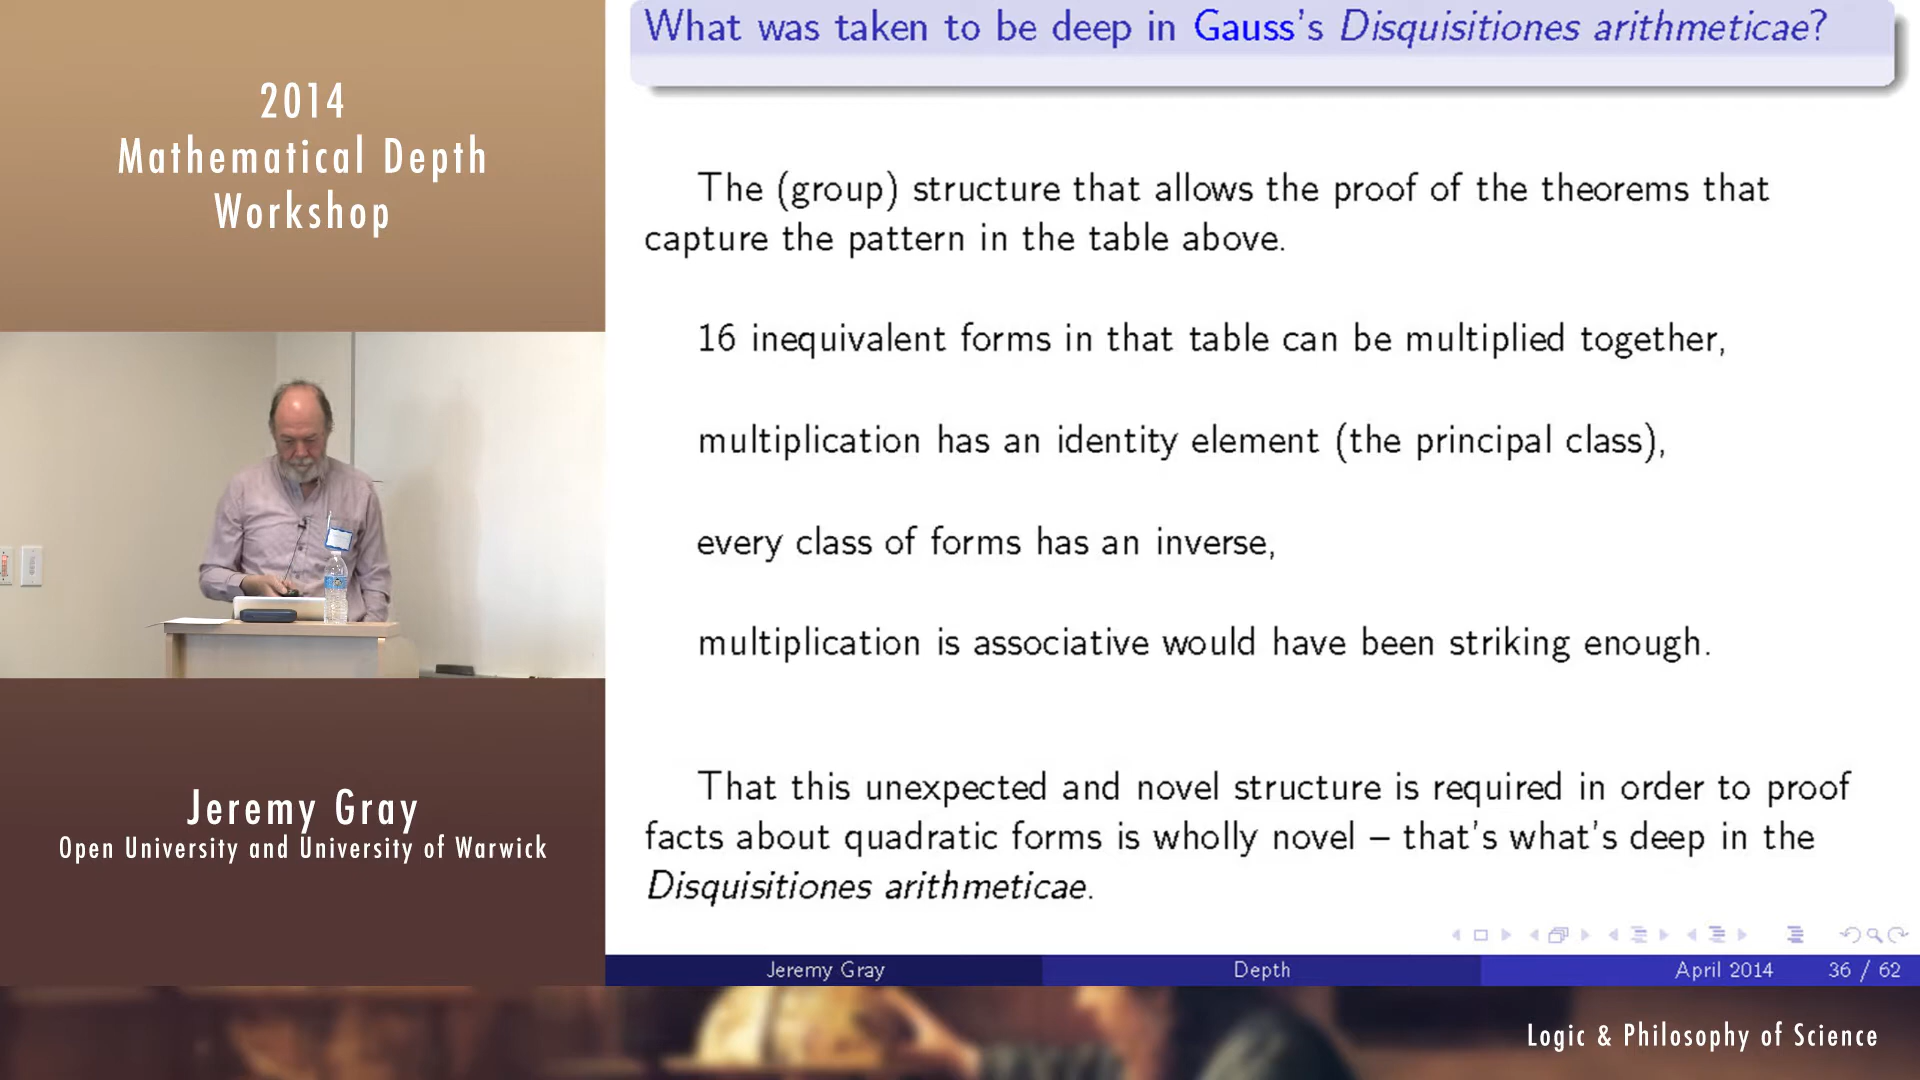 2014
Mathematical Depth
Workshop
Jeremy Gray
Open University and University of Warwick
What was taken to be deep in Gauss's Disquisitiones arithmeticae?
The (group) structure that allows the proof of the theorems that
capture the pattern in the table above.
16 inequivalent forms in that table can be multiplied together,
multiplication has an identity element (the principal class),
every class of forms has an inverse,
multiplication is associative would have been striking enough.
That this unexpected and novel structure is required in order to proof
facts about quadratic forms is wholly novel – that's what's deep in the
Disquisitiones arithmeticae.
Jeremy Gray Depth April 2014 36 / 62
Logic & Philosophy of Science